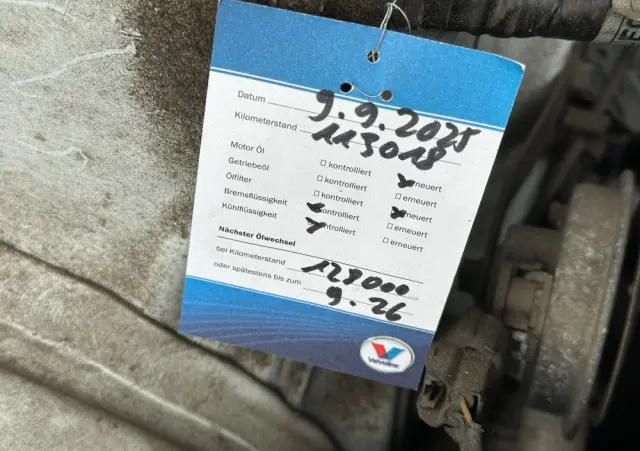 Datum 9.9.2025
Kilometerstand 113018
Motor Öl ☐ kontrolliert ☒ erneuert
Getriebeöl ☐ kontrolliert ☐ erneuert
Ölfilter ☐ kontrolliert ☒ erneuert
Bremsflüssigkeit ☒ kontrolliert ☐ erneuert
Kühlflüssigkeit ☒ kontrolliert ☐ erneuert
Nächster Ölwechsel
bei Kilometerstand 128000
oder spätestens bis zum 9.26
Valvoline